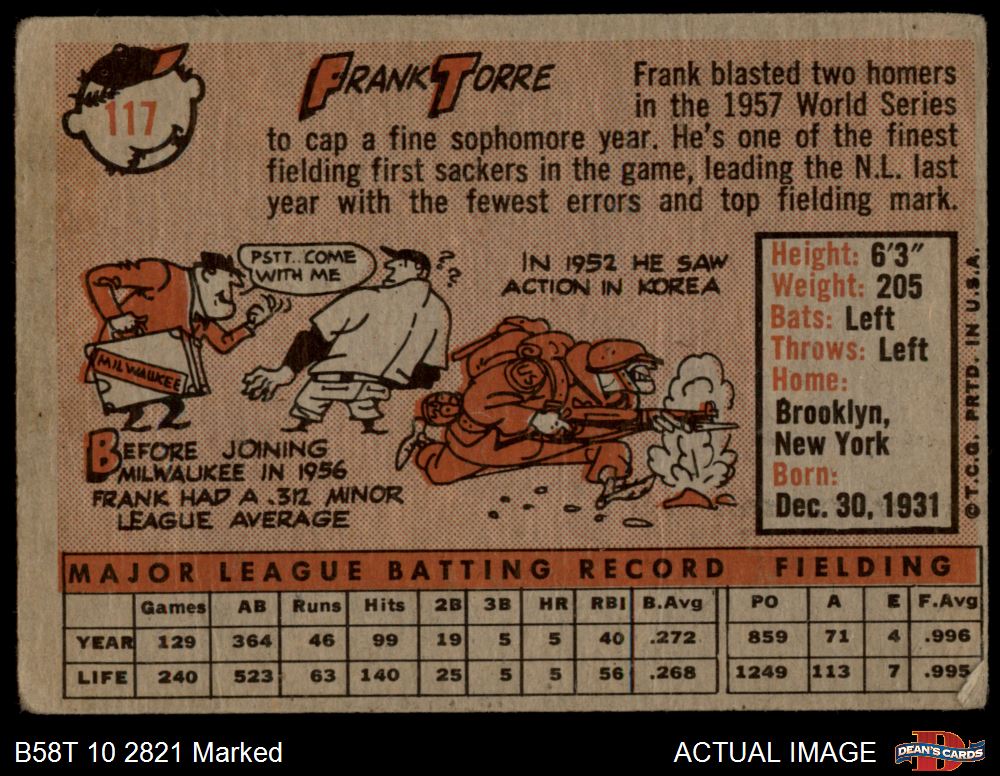 117
FRANK TORRE
Frank blasted two homers
in the 1957 World Series
to cap a fine sophomore year. He's one of the finest
fielding first sackers in the game, leading the N.L. last
year with the fewest errors and top fielding mark.
PSTT.. COME
WITH ME
??
MILWAUKEE
BEFORE JOINING
MILWAUKEE IN 1956
FRANK HAD A .312 MINOR
LEAGUE AVERAGE
IN 1952 HE SAW
ACTION IN KOREA
US
Height: 6'3"
Weight: 205
Bats: Left
Throws: Left
Home:
Brooklyn,
New York
Born:
Dec. 30, 1931
© T.C.G. PRTD. IN U.S.A.
MAJOR LEAGUE BATTING RECORD FIELDING
Games AB Runs Hits 2B 3B HR RBI B.Avg PO A E F.Avg
YEAR 129 364 46 99 19 5 5 40 .272 859 71 4 .996
LIFE 240 523 63 140 25 5 5 56 .268 1249 113 7 .995
B58T 10 2821 Marked
ACTUAL IMAGE
D
DEAN'S CARDS